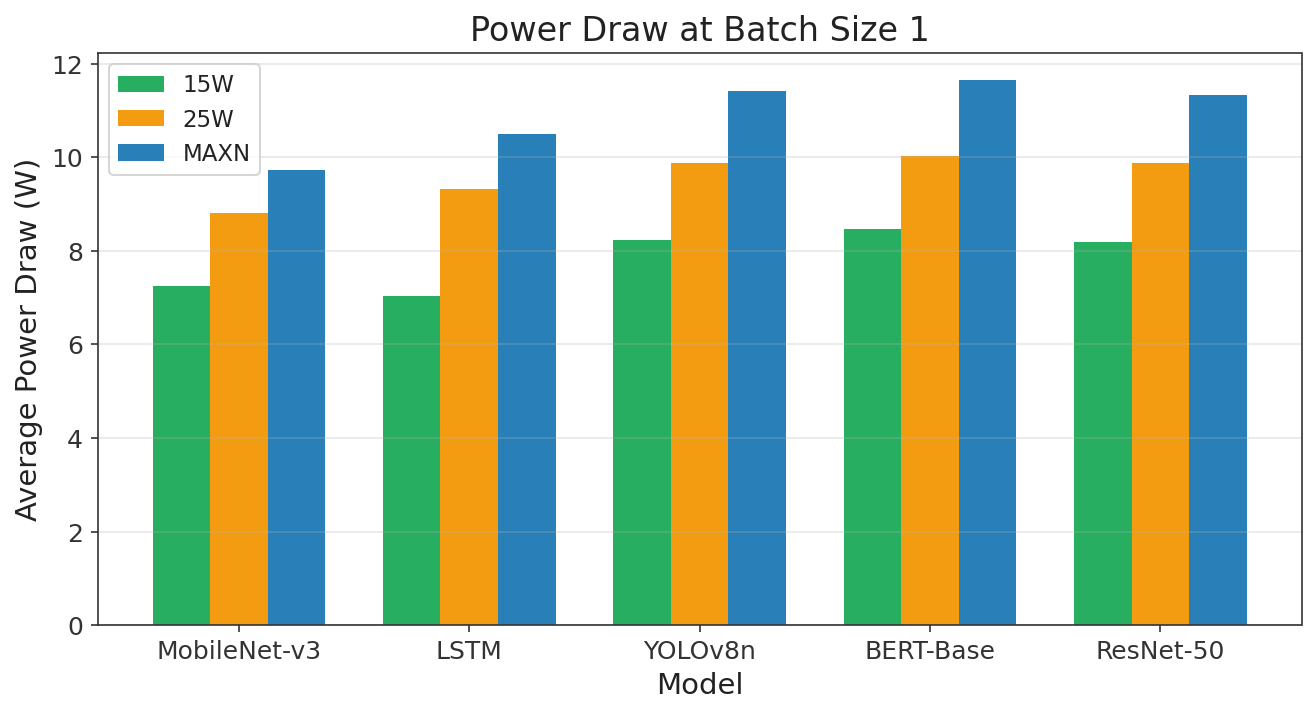 Power Draw at Batch Size 1
Average Power Draw (W)
12
10
8
6
4
2
0
15W
25W
MAXN
MobileNet-v3
LSTM
YOLOv8n
BERT-Base
ResNet-50
Model